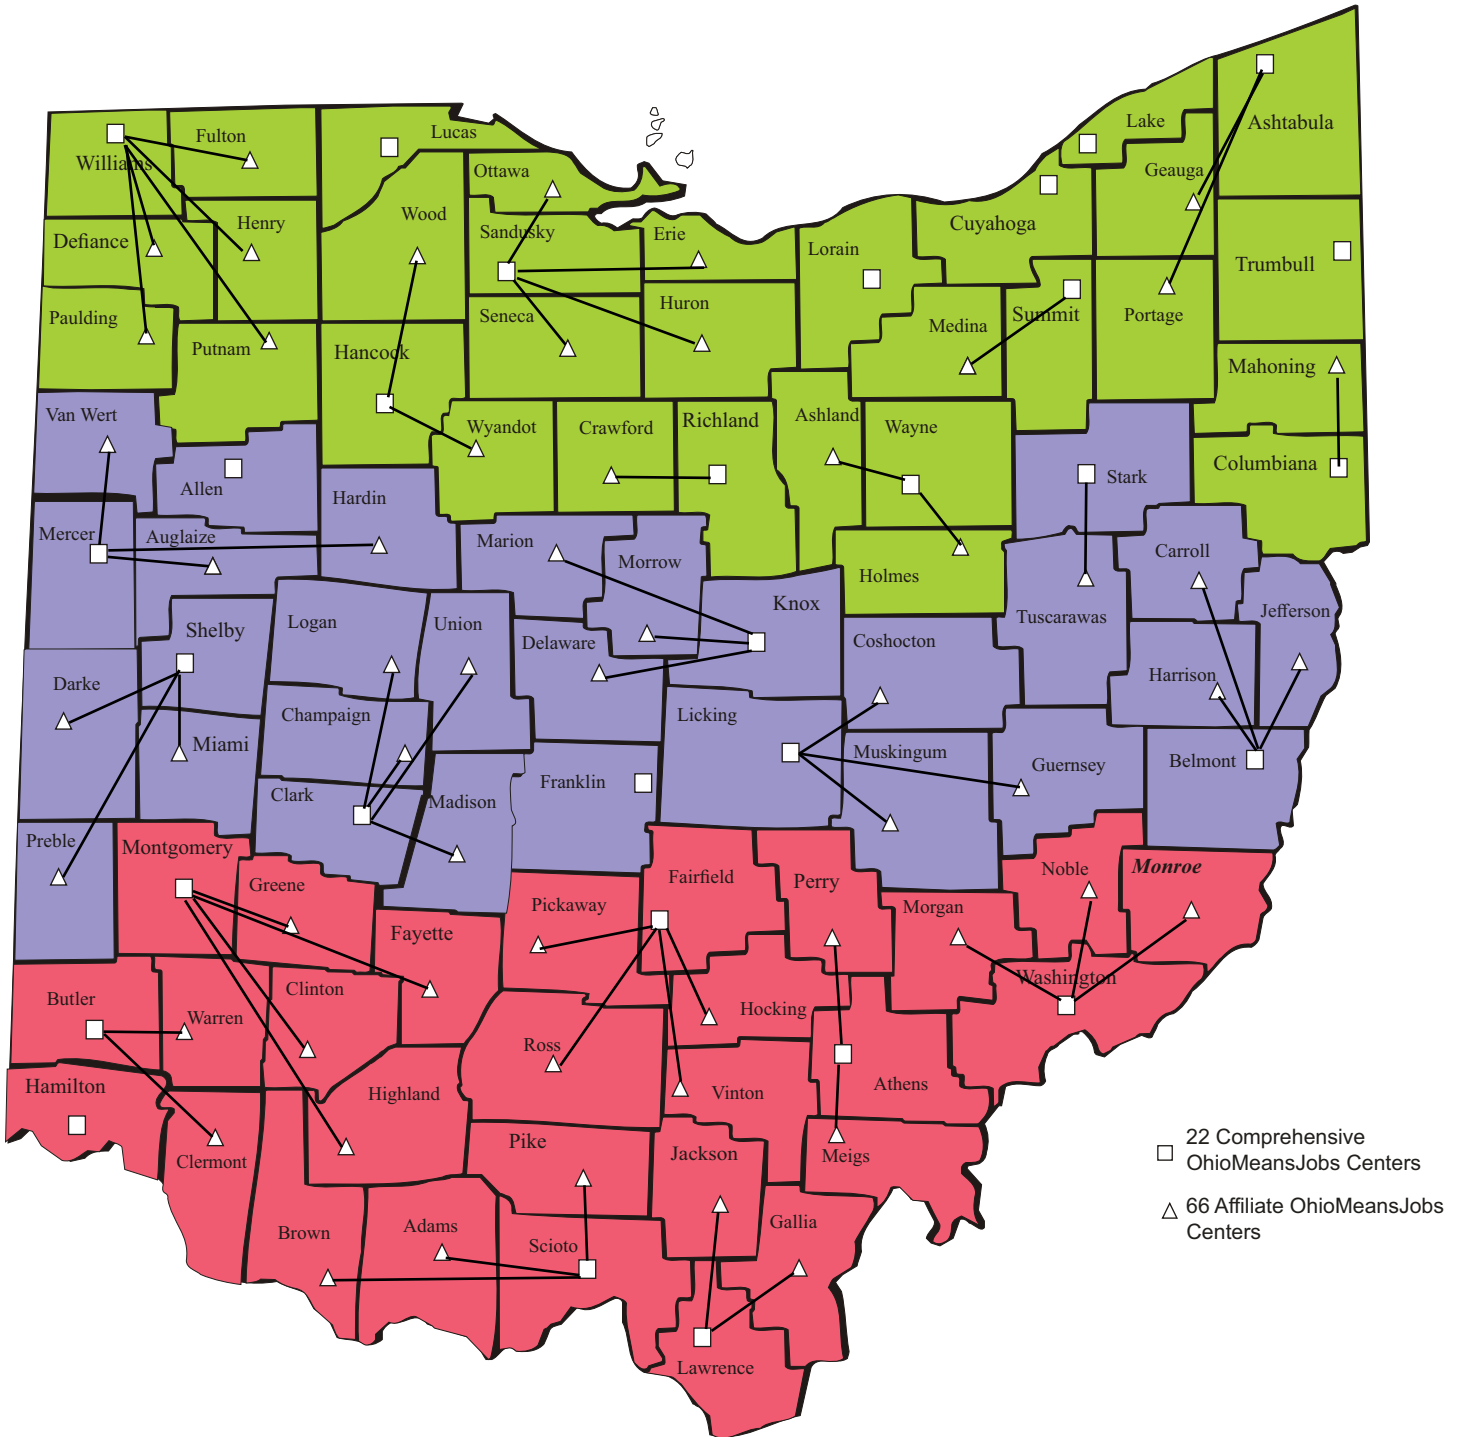 Williams
Fulton
Lucas
Ottawa
Lake
Ashtabula
Geauga
Defiance
Henry
Wood
Sandusky
Erie
Lorain
Cuyahoga
Trumbull
Paulding
Putnam
Hancock
Seneca
Huron
Medina
Summit
Portage
Mahoning
Van Wert
Allen
Hardin
Wyandot
Crawford
Richland
Ashland
Wayne
Stark
Columbiana
Mercer
Auglaize
Marion
Morrow
Holmes
Carroll
Shelby
Logan
Union
Delaware
Knox
Coshocton
Tuscarawas
Jefferson
Harrison
Darke
Miami
Champaign
Licking
Muskingum
Guernsey
Belmont
Clark
Madison
Franklin
Preble
Montgomery
Greene
Fayette
Pickaway
Fairfield
Perry
Morgan
Noble
Monroe
Washington
Butler
Warren
Clinton
Ross
Hocking
Athens
Hamilton
Clermont
Highland
Vinton
Pike
Jackson
Meigs
Brown
Adams
Scioto
Gallia
Lawrence
22 Comprehensive
OhioMeansJobs Centers
66 Affiliate OhioMeansJobs
Centers